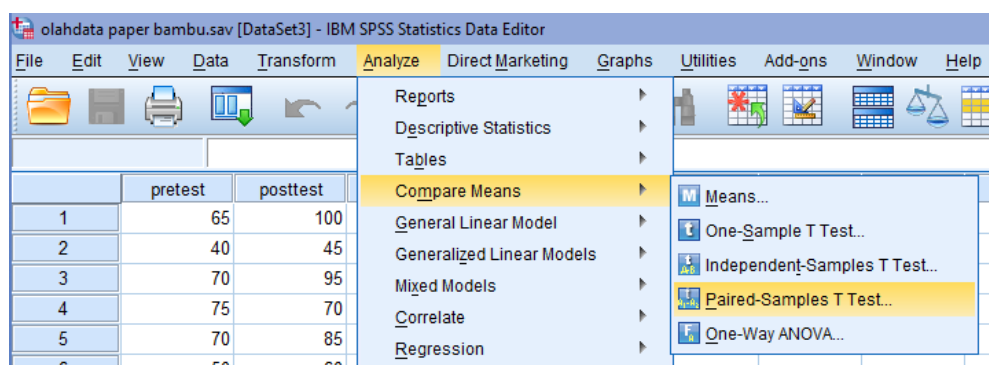 olahdata paper bambu.sav [DataSet3] - IBM SPSS Statistics Data Editor
File Edit View Data Transform Analyze Direct Marketing Graphs Utilities Add-ons Window Help
Reports
Descriptive Statistics
Tables
Compare Means
General Linear Model
Generalized Linear Models
Mixed Models
Correlate
Regression
M Means...
t One-Sample T Test...
Independent-Samples T Test...
Paired-Samples T Test...
One-Way ANOVA...
pretest posttest
1 65 100
2 40 45
3 70 95
4 75 70
5 70 85